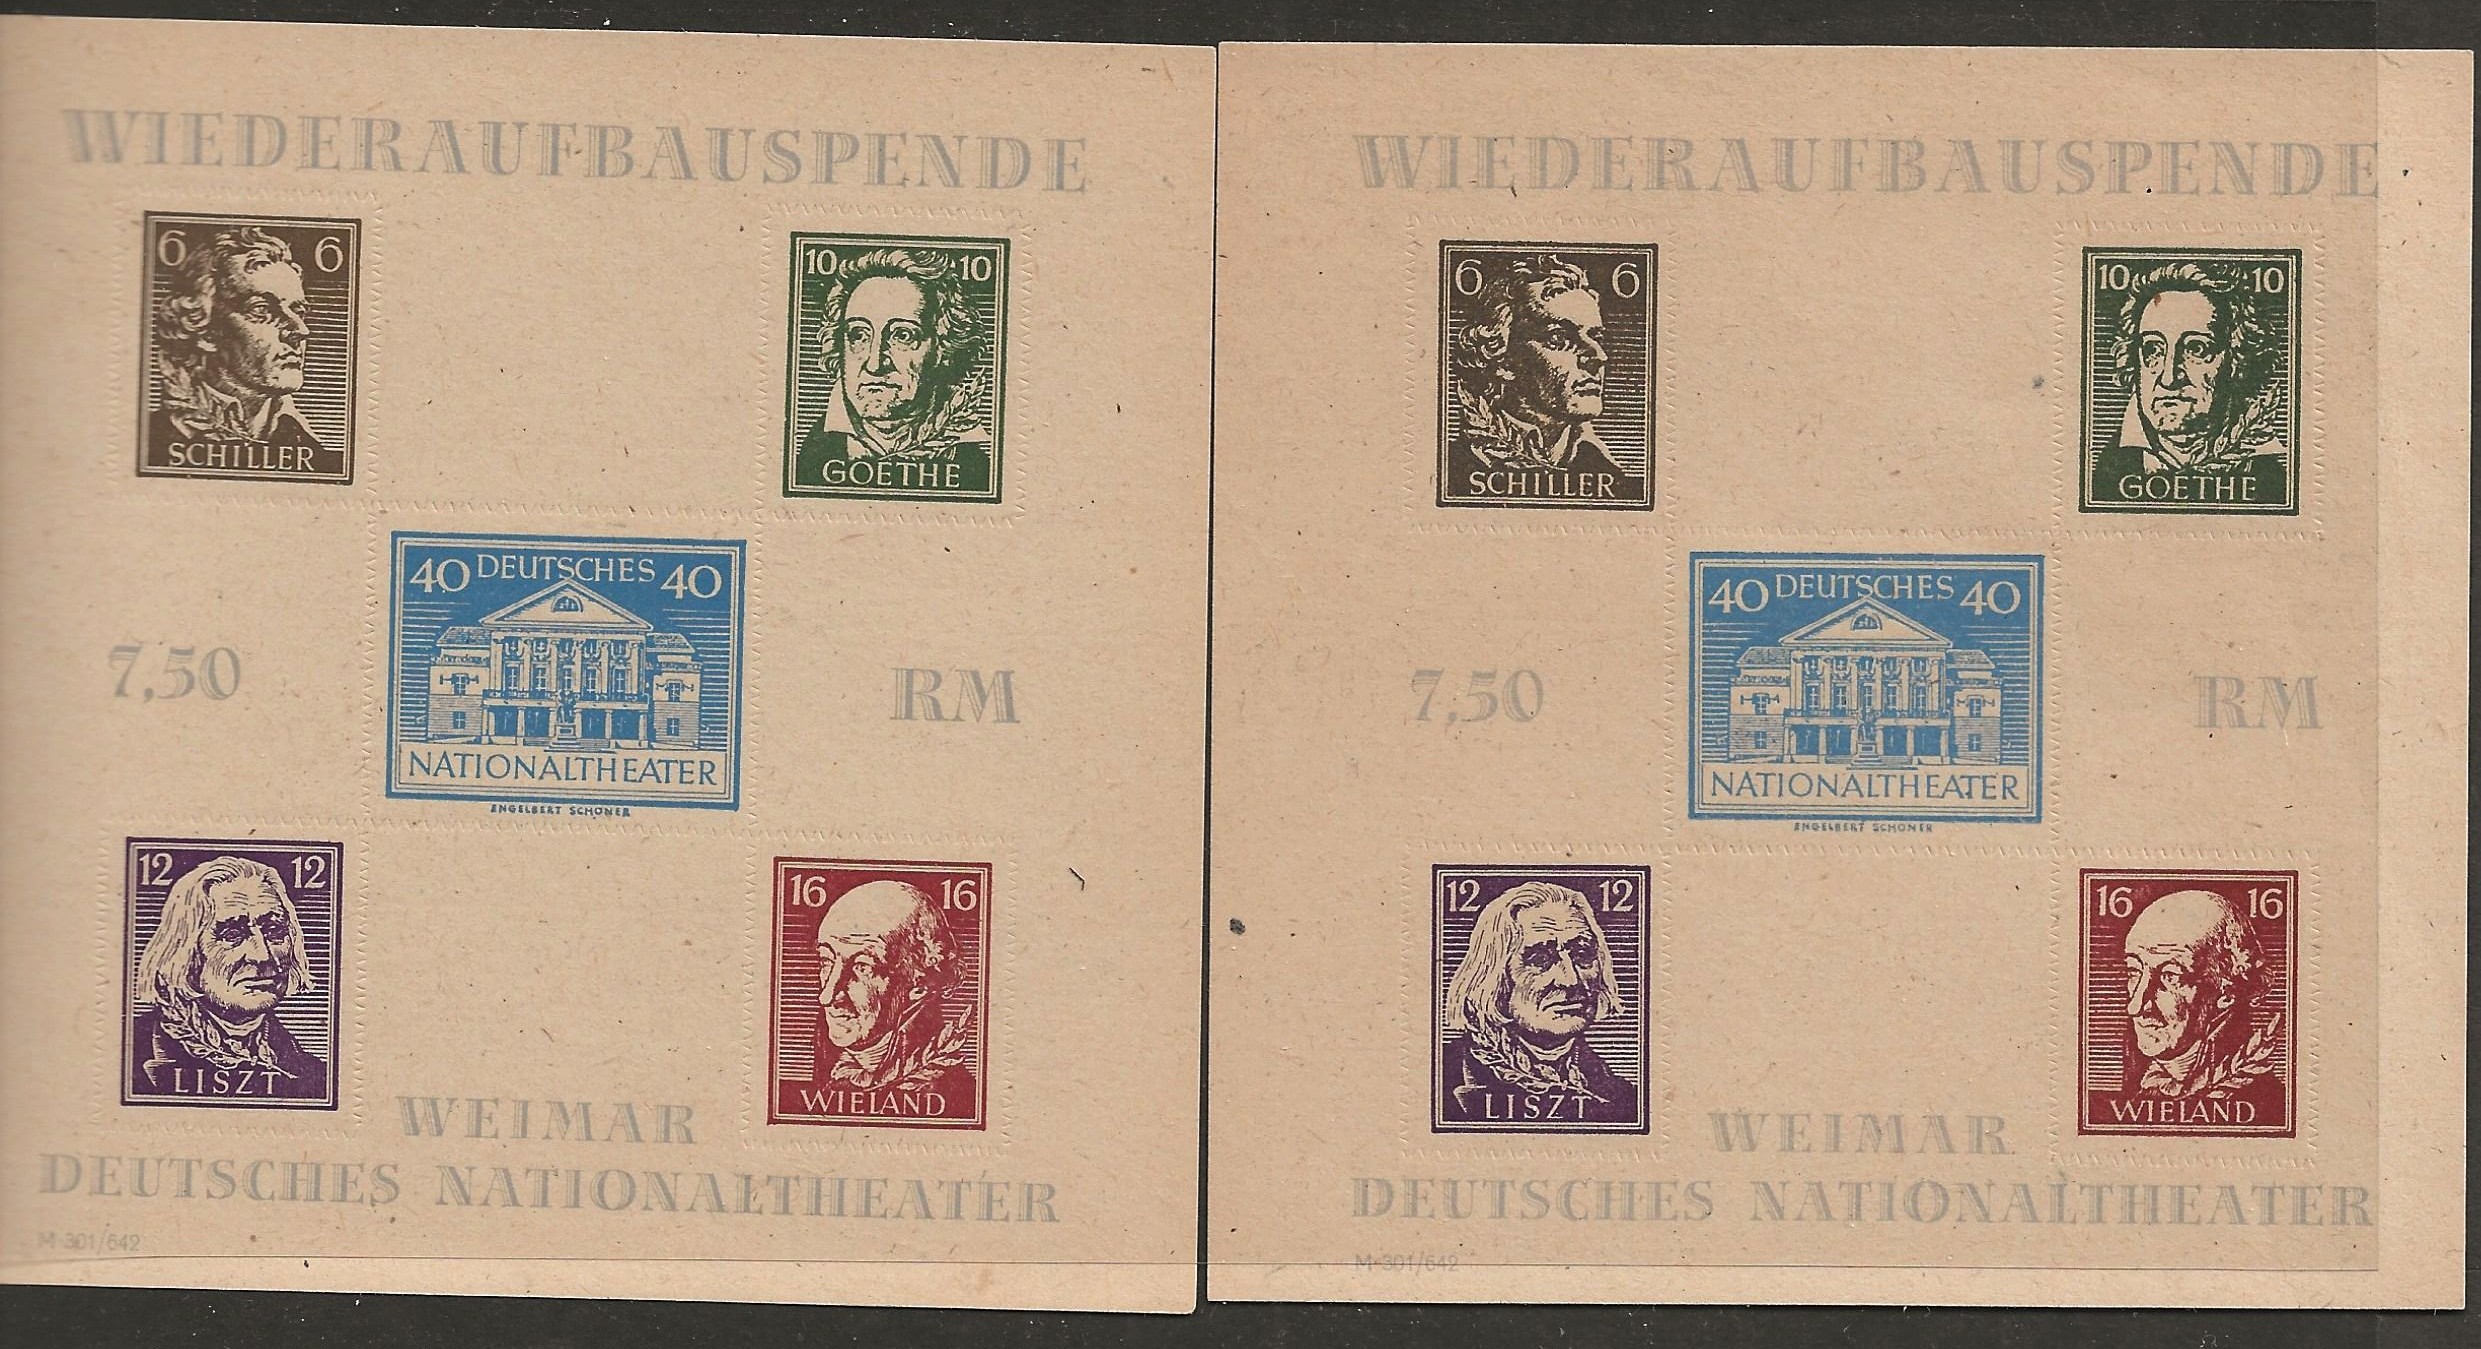 WIEDERAUFBAUSPENDE
6 6
SCHILLER
10 10
GOETHE
40 DEUTSCHES 40
NATIONALTHEATER
ENGELBERT SCHÖNER
7,50
RM
12 12
LISZT
16 16
WIELAND
WEIMAR
DEUTSCHES NATIONALTHEATER
M 301/642
WIEDERAUFBAUSPENDE
6 6
SCHILLER
10 10
GOETHE
40 DEUTSCHES 40
NATIONALTHEATER
ENGELBERT SCHÖNER
7,50
RM
12 12
LISZT
16 16
WIELAND
WEIMAR
DEUTSCHES NATIONALTHEATER
M 301/642